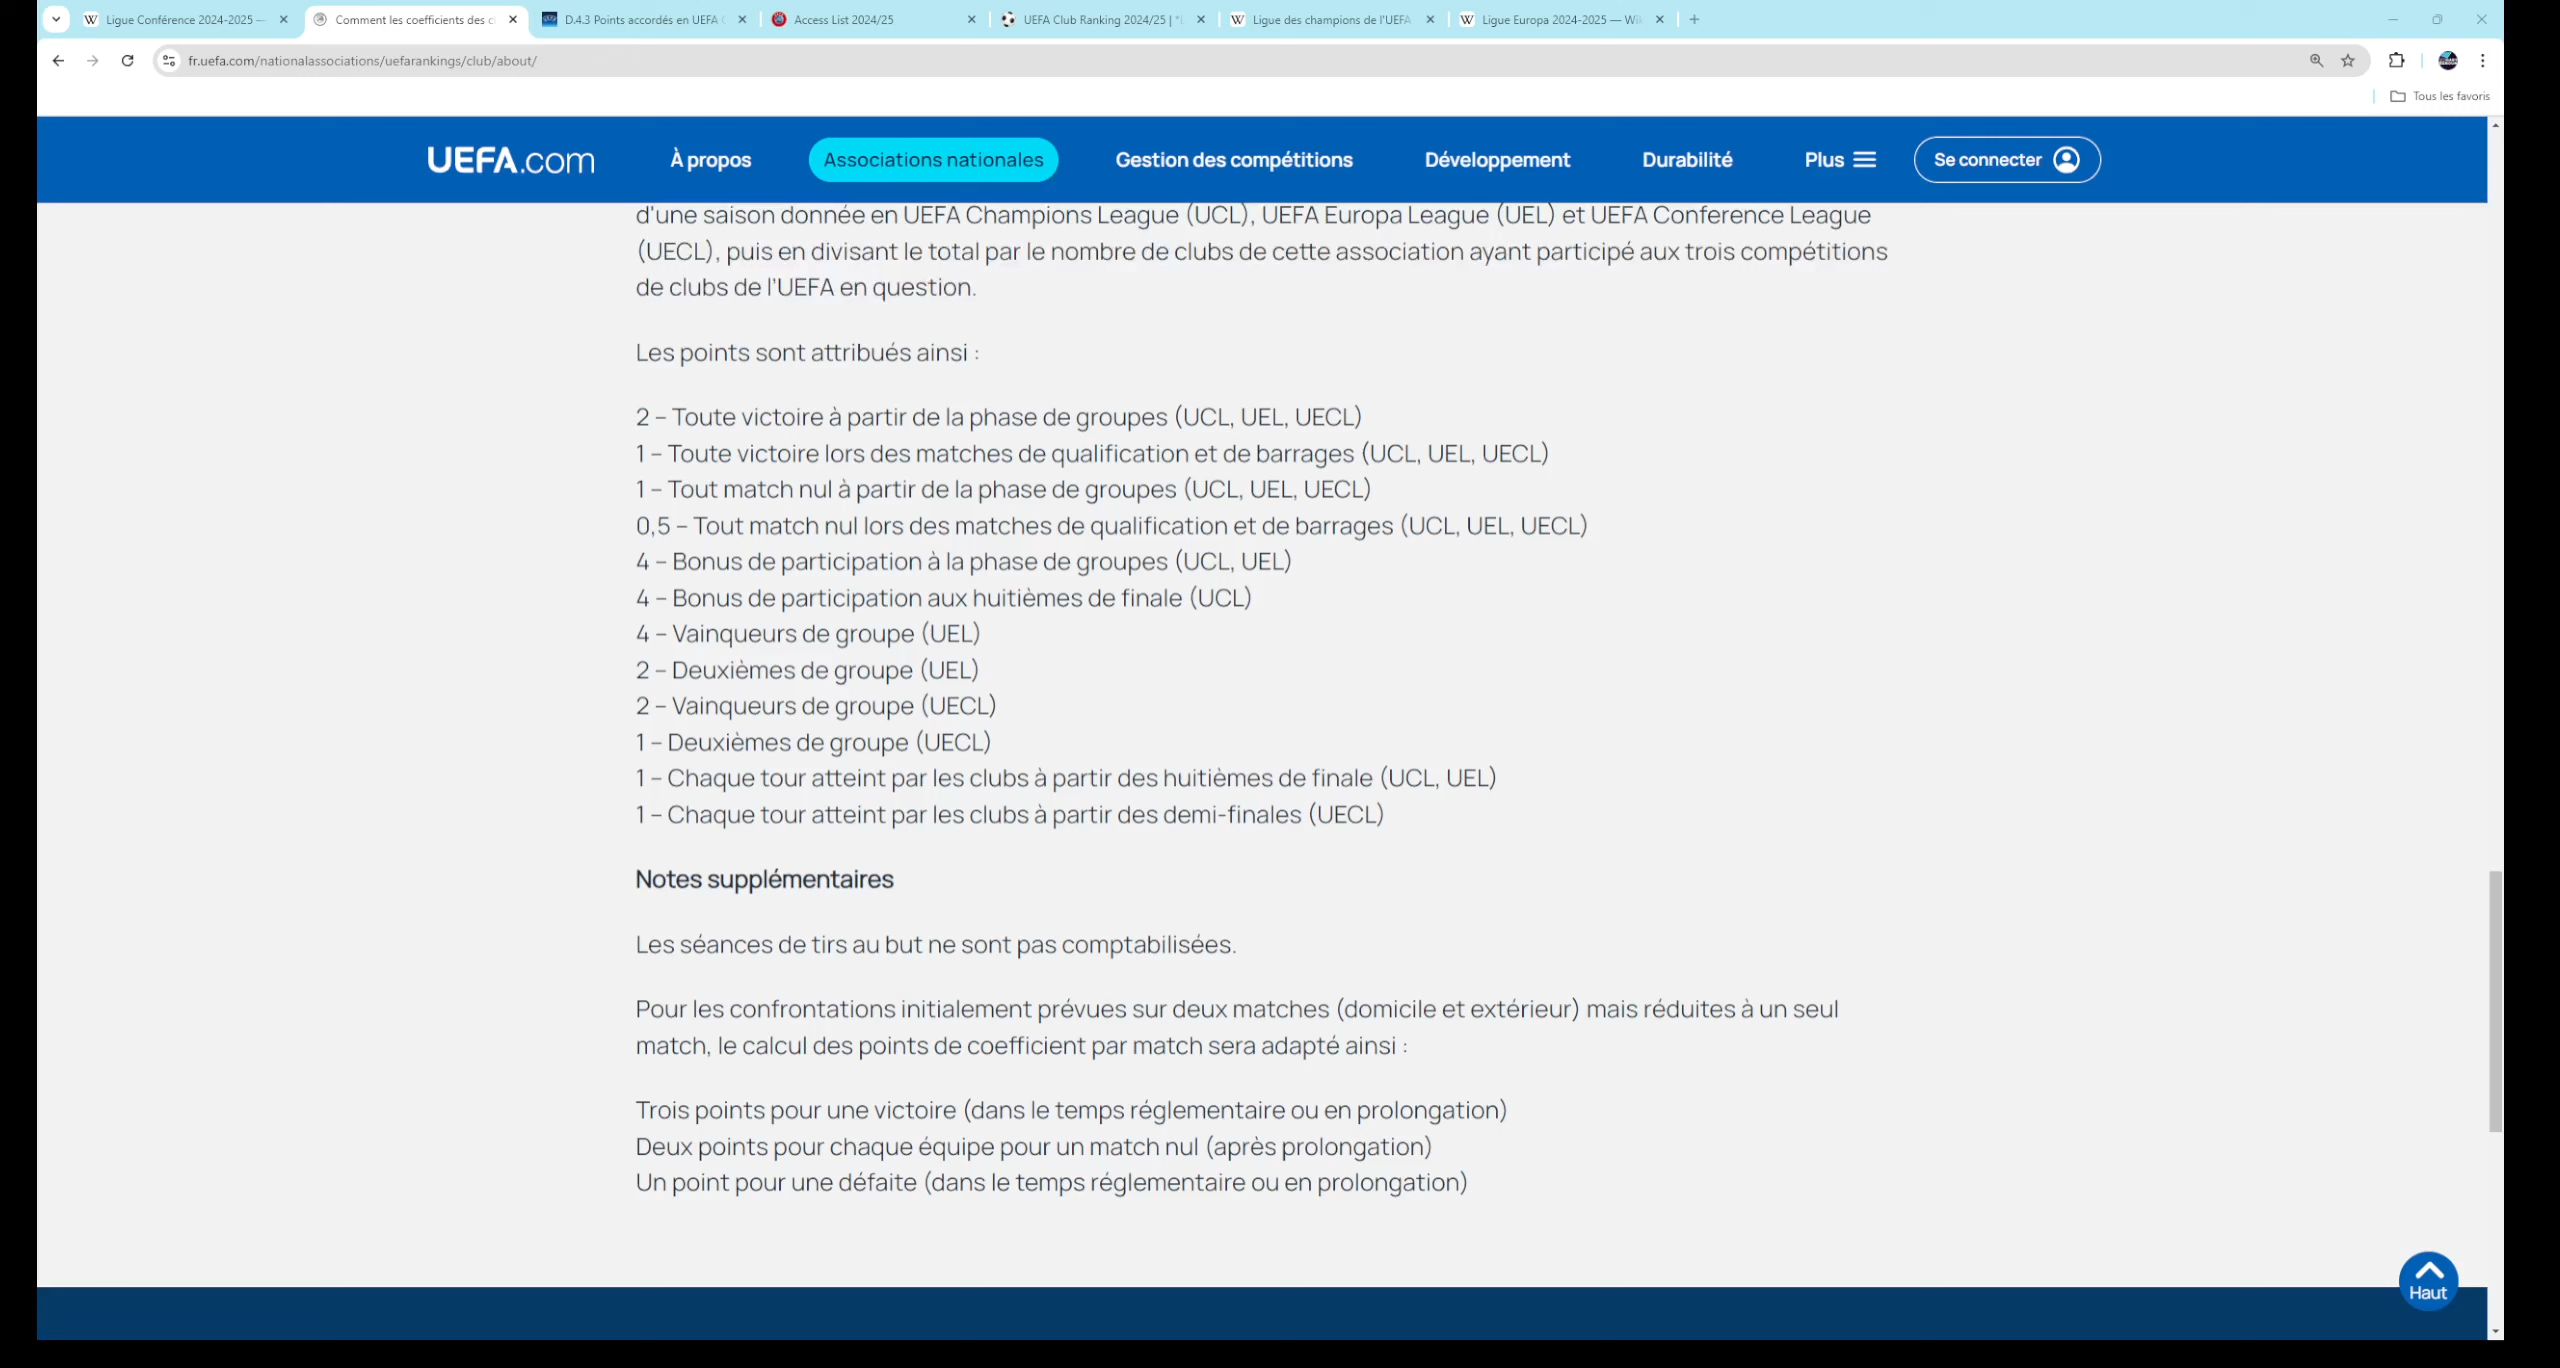 Ligue Conférence 2024-2025 —
Comment les coefficients des c
D.4.3 Points accordés en UEFA
Access List 2024/25
UEFA Club Ranking 2024/25 |
Ligue des champions de l'UEFA
Ligue Europa 2024-2025 — Wi
fr.uefa.com/nationalassociations/uefarankings/club/about/
Tous les favoris
UEFA.com
À propos
Associations nationales
Gestion des compétitions
Développement
Durabilité
Plus
Se connecter
d'une saison donnée en UEFA Champions League (UCL), UEFA Europa League (UEL) et UEFA Conference League
(UECL), puis en divisant le total par le nombre de clubs de cette association ayant participé aux trois compétitions
de clubs de l'UEFA en question.
Les points sont attribués ainsi :
2 – Toute victoire à partir de la phase de groupes (UCL, UEL, UECL)
1 – Toute victoire lors des matches de qualification et de barrages (UCL, UEL, UECL)
1 – Tout match nul à partir de la phase de groupes (UCL, UEL, UECL)
0,5 – Tout match nul lors des matches de qualification et de barrages (UCL, UEL, UECL)
4 – Bonus de participation à la phase de groupes (UCL, UEL)
4 – Bonus de participation aux huitièmes de finale (UCL)
4 – Vainqueurs de groupe (UEL)
2 – Deuxièmes de groupe (UEL)
2 – Vainqueurs de groupe (UECL)
1 – Deuxièmes de groupe (UECL)
1 – Chaque tour atteint par les clubs à partir des huitièmes de finale (UCL, UEL)
1 – Chaque tour atteint par les clubs à partir des demi-finales (UECL)
Notes supplémentaires
Les séances de tirs au but ne sont pas comptabilisées.
Pour les confrontations initialement prévues sur deux matches (domicile et extérieur) mais réduites à un seul
match, le calcul des points de coefficient par match sera adapté ainsi :
Trois points pour une victoire (dans le temps réglementaire ou en prolongation)
Deux points pour chaque équipe pour un match nul (après prolongation)
Un point pour une défaite (dans le temps réglementaire ou en prolongation)
Haut